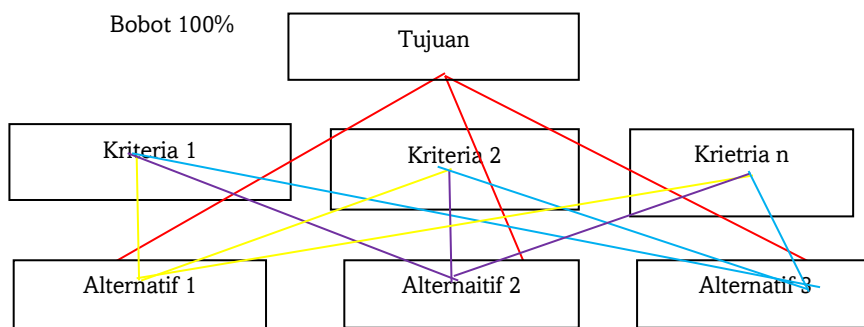 Bobot 100%
Tujuan
Kriteria 1
Kriteria 2
Krietria n
Alternatif 1
Alternaitif 2
Alternatif 3